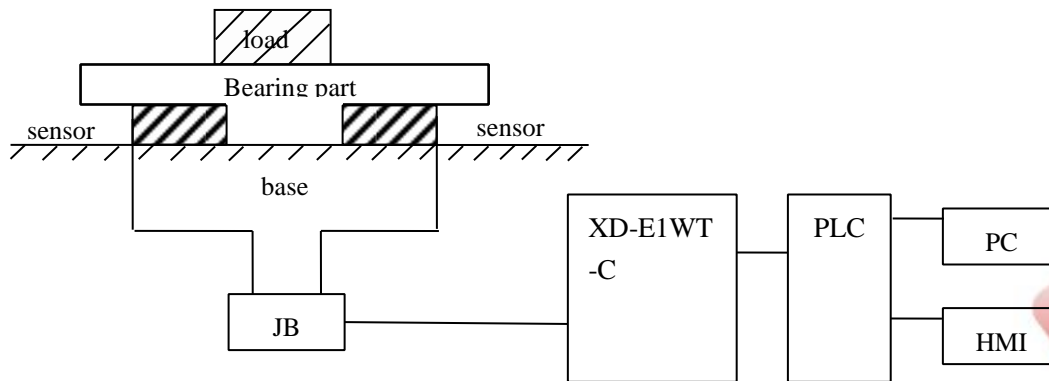 load
Bearing part
sensor
sensor
base
XD-E1WT
-C
PLC
PC
JB
HMI